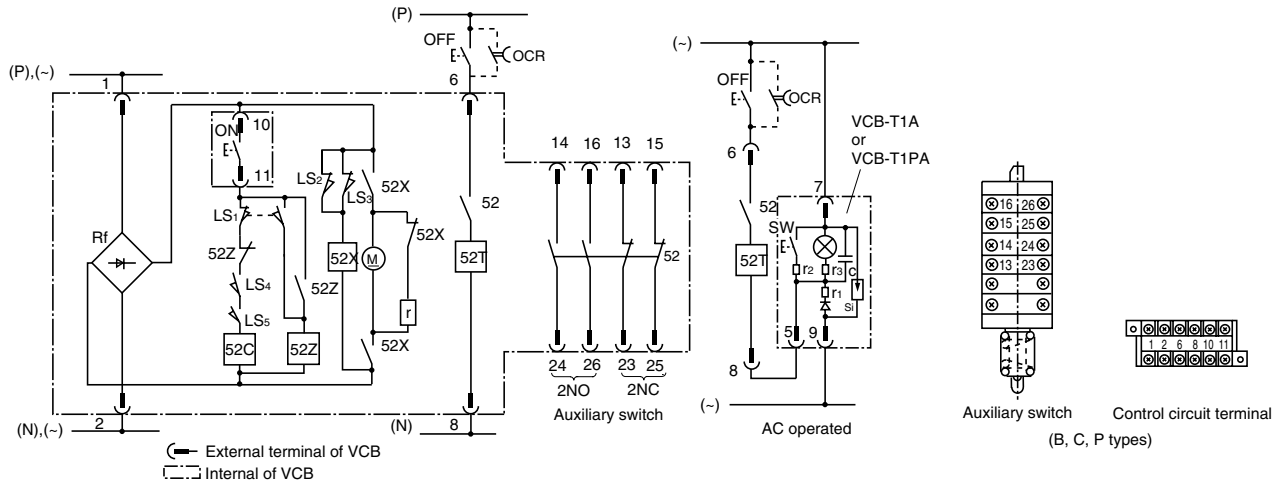 (P)
OFF
OCR
(P),(~)
1
6
ON
10
11
LS2
LS3
52X
LS1
52X
52
Rf
52Z
52X
M
52T
LS4
52Z
r
LS5
52C
52Z
52X
(N),(~)
2
(N)
8
External terminal of VCB
Internal of VCB
14
16
13
15
52
24
26
23
25
2NO
2NC
Auxiliary switch
(~)
OFF
OCR
VCB-T1A
or
VCB-T1PA
6
7
52
SW
52T
r2
r3
c
r1
Si
5
9
8
(~)
AC operated
16 26
15 25
14 24
13 23
Auxiliary switch
1 2 6 8 10 11
Control circuit terminal
(B, C, P types)